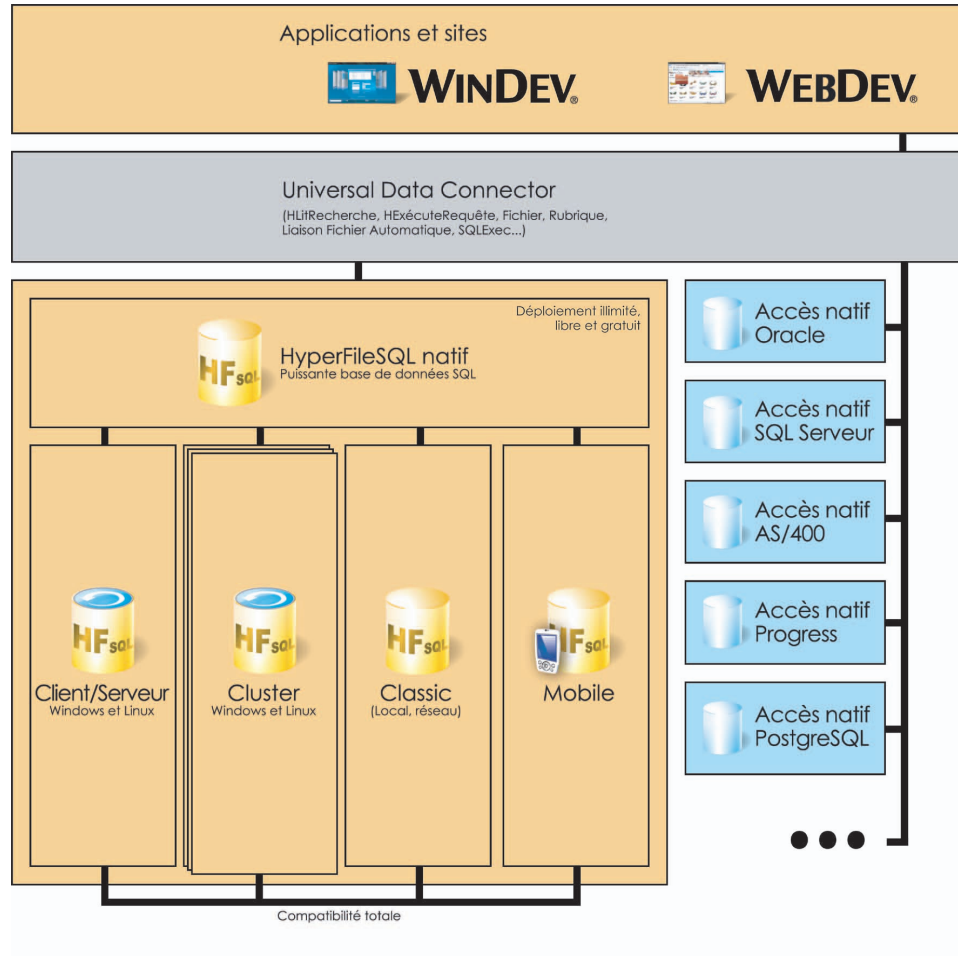 Applications et sites
WINDEV®
WEBDEV®
Universal Data Connector
(HLitRecherche, HExécuteRequête, Fichier, Rubrique,
Liaison Fichier Automatique, SQLExec...)
Déploiement illimité,
libre et gratuit
HF SQL
HyperFileSQL natif
Puissante base de données SQL
HF SQL
Client/Serveur
Windows et Linux
HF SQL
Cluster
Windows et Linux
HF SQL
Classic
(Local, réseau)
HF SQL
Mobile
Compatibilité totale
Accès natif
Oracle
Accès natif
SQL Serveur
Accès natif
AS/400
Accès natif
Progress
Accès natif
PostgreSQL
...